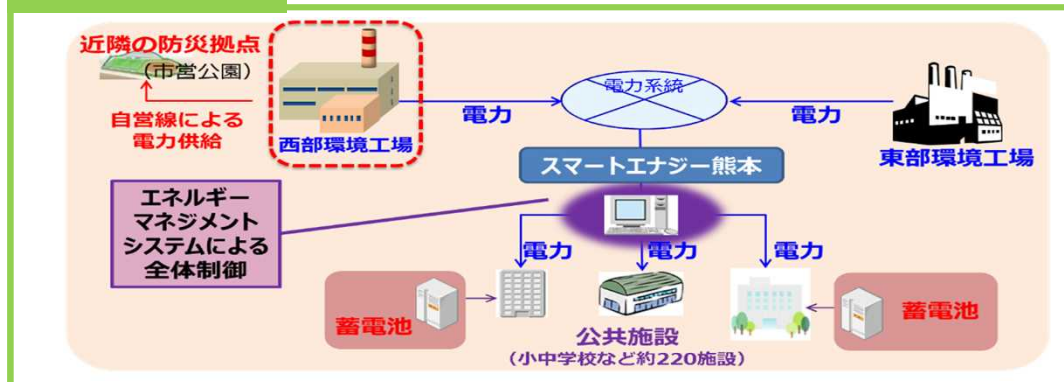 近隣の防災拠点
（市営公園）
自営線による
電力供給
西部環境工場
電力
電力系統
電力
東部環境工場
スマートエナジー熊本
エネルギー
マネジメント
システムによる
全体制御
電力
電力
電力
蓄電池
公共施設
（小中学校など約220施設）
蓄電池